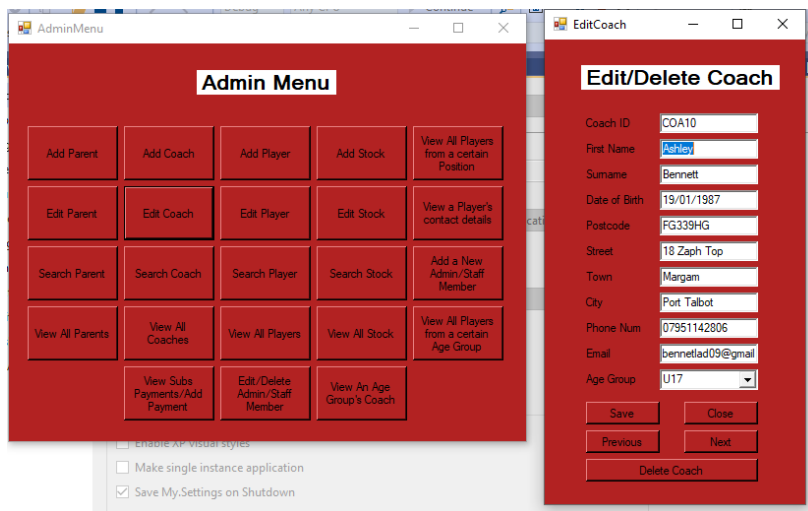 AdminMenu
Admin Menu
Add Parent
Add Coach
Add Player
Add Stock
View All Players
from a certain
Position
Edit Parent
Edit Coach
Edit Player
Edit Stock
View a Player's
contact details
Search Parent
Search Coach
Search Player
Search Stock
Add a New
Admin/Staff
Member
View All Parents
View All
Coaches
View All Players
View All Stock
View All Players
from a certain
Age Group
View Subs
Payments/Add
Payment
Edit/Delete
Admin/Staff
Member
View An Age
Group's Coach
Enable XP visual styles
Make single instance application
Save My.Settings on Shutdown
EditCoach
Edit/Delete Coach
Coach ID COA10
First Name Ashley
Surname Bennett
Date of Birth 19/01/1987
Postcode FG339HG
Street 18 Zaph Top
Town Margam
City Port Talbot
Phone Num 07951142806
Email bennetlad09@gmail
Age Group U17
Save Close
Previous Next
Delete Coach